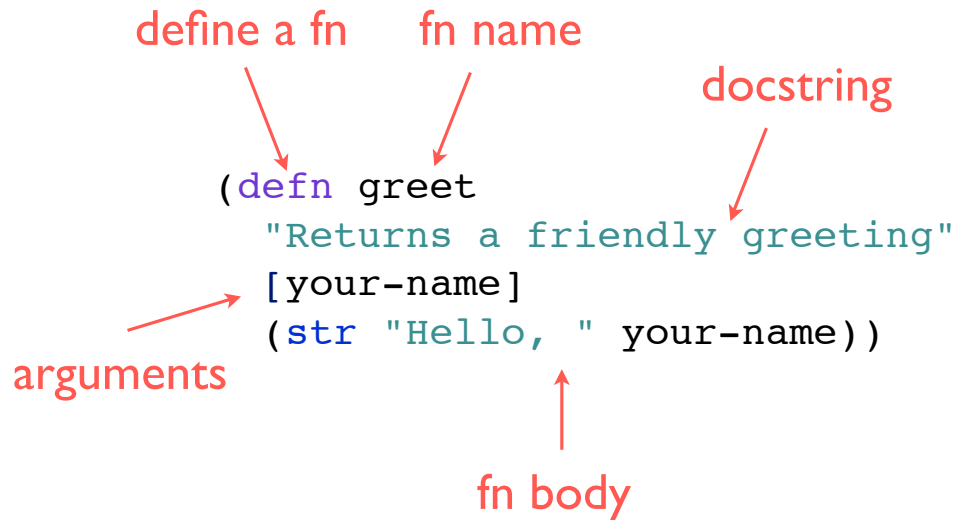 define a fn
fn name
docstring
(defn greet
"Returns a friendly greeting"
[your-name]
(str "Hello, " your-name))
arguments
fn body